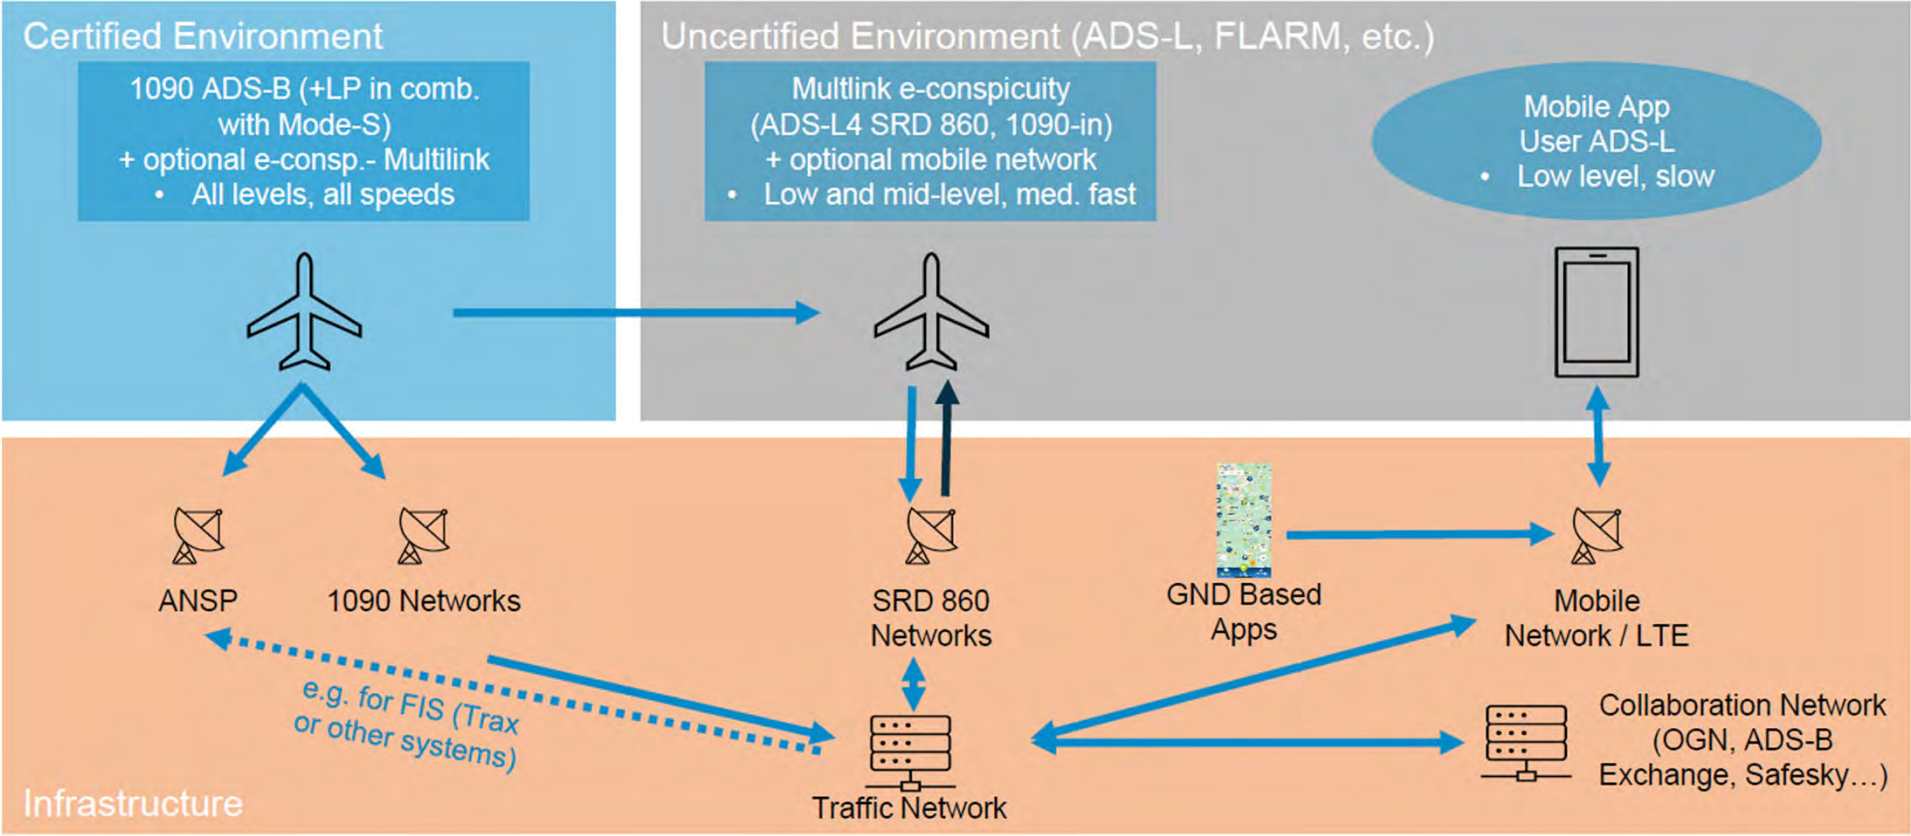 Certified Environment
1090 ADS-B (+LP in comb.
with Mode-S)
+ optional e-consp.- Multilink
• All levels, all speeds
Uncertified Environment (ADS-L, FLARM, etc.)
Multlink e-conspicuity
(ADS-L4 SRD 860, 1090-in)
+ optional mobile network
• Low and mid-level, med. fast
Mobile App
User ADS-L
• Low level, slow
ANSP
1090 Networks
SRD 860
Networks
GND Based
Apps
Mobile
Network / LTE
e.g. for FIS (Trax
or other systems)
Traffic Network
Collaboration Network
(OGN, ADS-B
Exchange, Safesky…)
Infrastructure